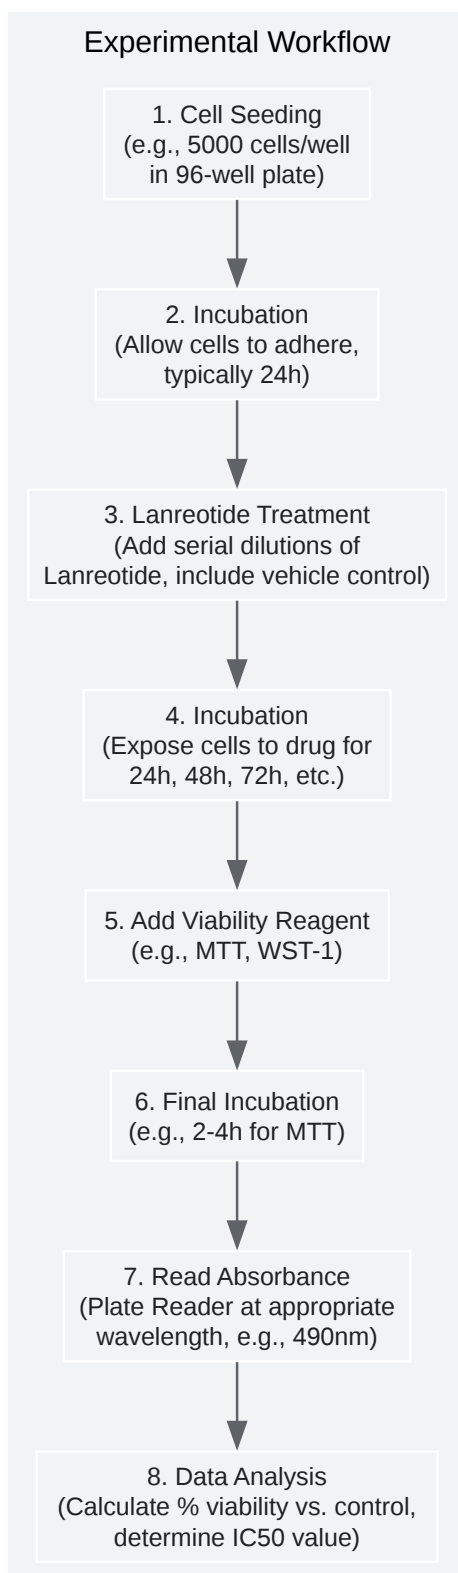 Experimental Workflow
1. Cell Seeding
(e.g., 5000 cells/well
in 96-well plate)
2. Incubation
(Allow cells to adhere,
typically 24h)
3. Lanreotide Treatment
(Add serial dilutions of
Lanreotide, include vehicle control)
4. Incubation
(Expose cells to drug for
24h, 48h, 72h, etc.)
5. Add Viability Reagent
(e.g., MTT, WST-1)
6. Final Incubation
(e.g., 2-4h for MTT)
7. Read Absorbance
(Plate Reader at appropriate
wavelength, e.g., 490nm)
8. Data Analysis
(Calculate % viability vs. control,
determine IC50 value)